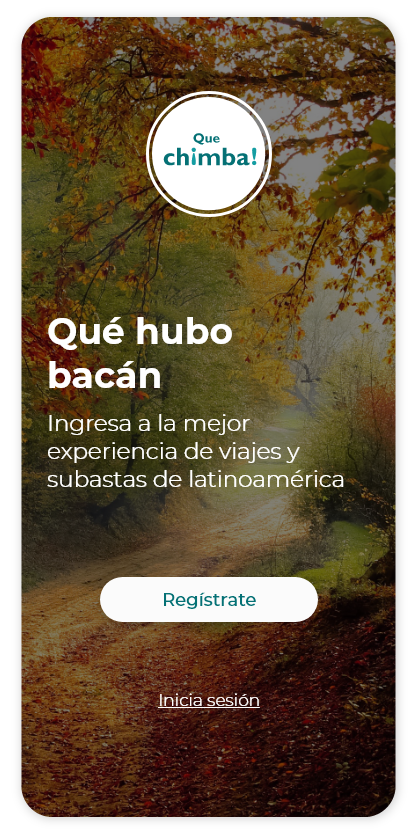 Que
chimba!
Qué hubo
bacán
Ingresa a la mejor
experiencia de viajes y
subastas de latinoamérica
Regístrate
Inicia sesión